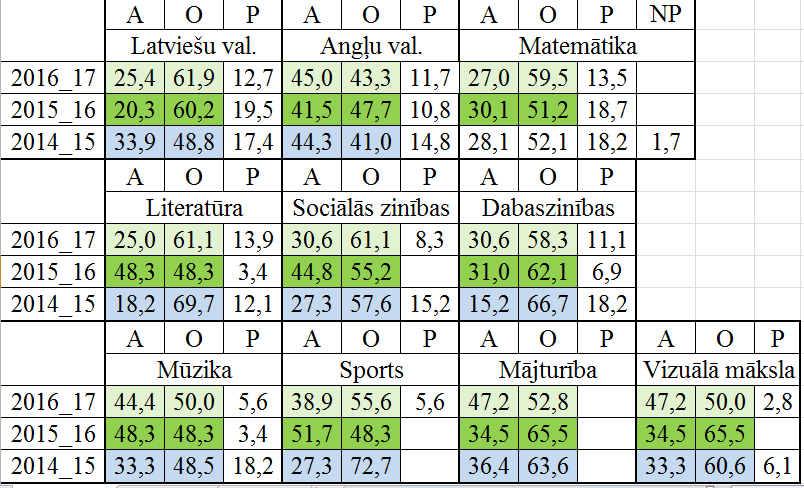 A O P A O P A O P NP
Latviešu val. Angļu val. Matemātika
2016_17 25,4 61,9 12,7 45,0 43,3 11,7 27,0 59,5 13,5
2015_16 20,3 60,2 19,5 41,5 47,7 10,8 30,1 51,2 18,7
2014_15 33,9 48,8 17,4 44,3 41,0 14,8 28,1 52,1 18,2 1,7
A O P A O P A O P
Literatūra Sociālās zinības Dabaszinības
2016_17 25,0 61,1 13,9 30,6 61,1 8,3 30,6 58,3 11,1
2015_16 48,3 48,3 3,4 44,8 55,2 31,0 62,1 6,9
2014_15 18,2 69,7 12,1 27,3 57,6 15,2 15,2 66,7 18,2
A O P A O P A O P A O P
Mūzika Sports Mājturība Vizuālā māksla
2016_17 44,4 50,0 5,6 38,9 55,6 5,6 47,2 52,8 47,2 50,0 2,8
2015_16 48,3 48,3 3,4 51,7 48,3 34,5 65,5 34,5 65,5
2014_15 33,3 48,5 18,2 27,3 72,7 36,4 63,6 33,3 60,6 6,1